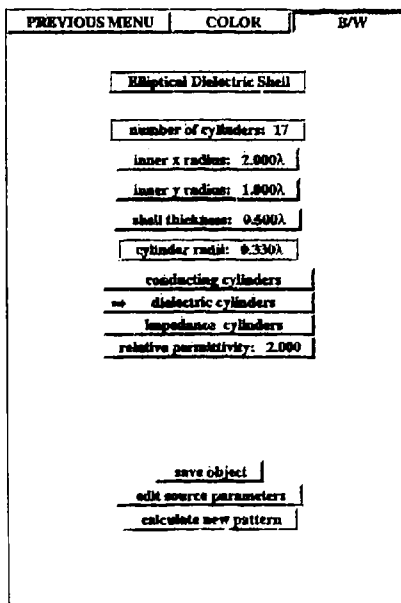 PREVIOUS MENU COLOR B/W
Elliptical Dielectric Shell
number of cylinders: 17
inner x radius: 2.000λ
inner y radius: 1.000λ
shell thickness: 0.500λ
cylinder radii: 0.330λ
conducting cylinders
⇒ dielectric cylinders
impedance cylinders
relative permittivity: 2.000
save object
edit source parameters
calculate new pattern